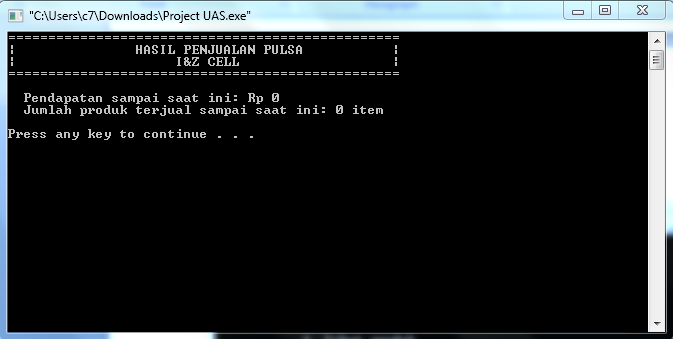 "C:\Users\c7\Downloads\Project UAS.exe"
==================================================
¦ HASIL PENJUALAN PULSA ¦
¦ I&Z CELL ¦
==================================================
Pendapatan sampai saat ini: Rp 0
Jumlah produk terjual sampai saat ini: 0 item
Press any key to continue . . .